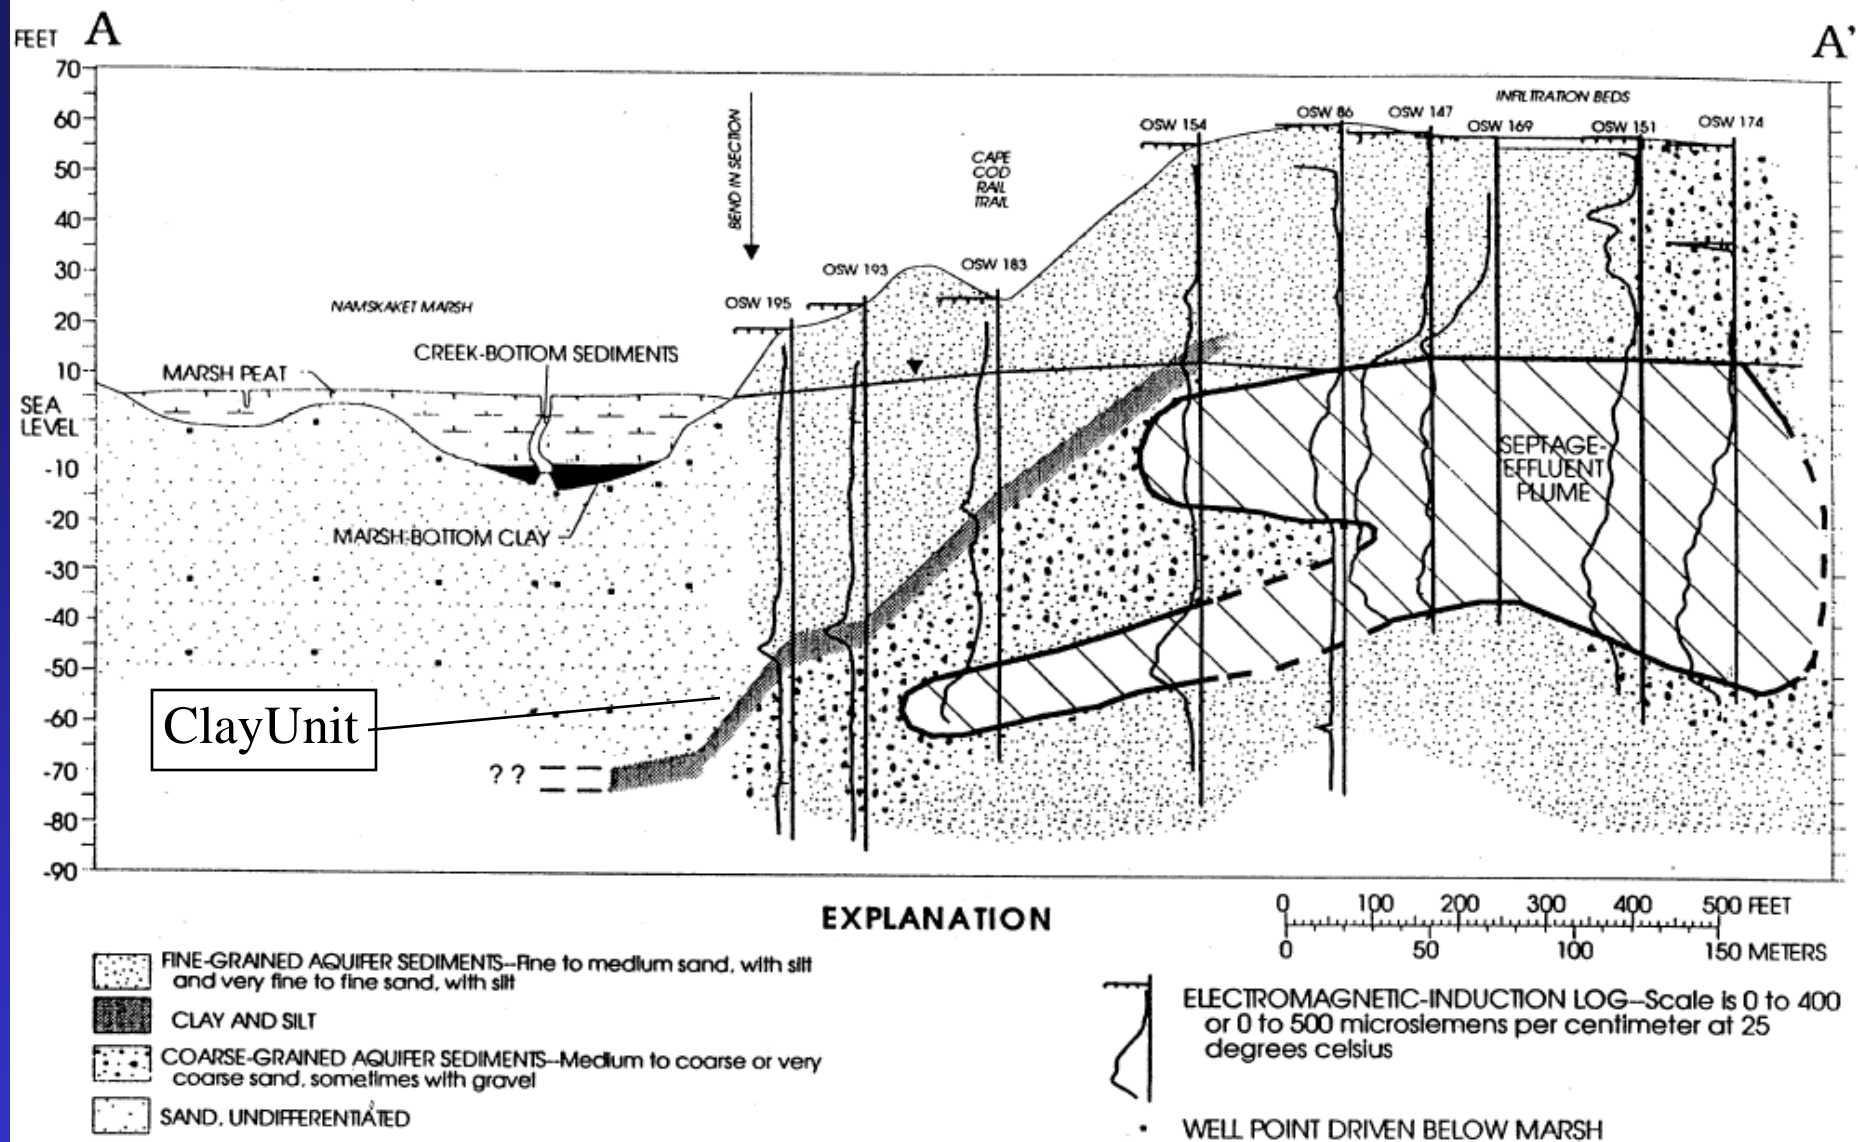 FEET A A'
70
60
50
40
30
20
10
SEA
LEVEL
-10
-20
-30
-40
-50
-60
-70
-80
-90
INFILTRATION BEDS
OSW 154
OSW 86
OSW 147
OSW 169
OSW 151
OSW 174
BEND IN SECTION
CAPE
COD
RAIL
TRAIL
OSW 193
OSW 183
OSW 195
NAMSKAKET MARSH
CREEK-BOTTOM SEDIMENTS
MARSH PEAT
SEPTAGE-
EFFLUENT
PLUME
MARSH-BOTTOM CLAY
ClayUnit
? ?
EXPLANATION
0 100 200 300 400 500 FEET
0 50 100 150 METERS
FINE-GRAINED AQUIFER SEDIMENTS--Fine to medium sand, with silt
and very fine to fine sand, with silt
CLAY AND SILT
COARSE-GRAINED AQUIFER SEDIMENTS--Medium to coarse or very
coarse sand, sometimes with gravel
SAND, UNDIFFERENTIATED
ELECTROMAGNETIC-INDUCTION LOG--Scale is 0 to 400
or 0 to 500 microsiemens per centimeter at 25
degrees celsius
WELL POINT DRIVEN BELOW MARSH